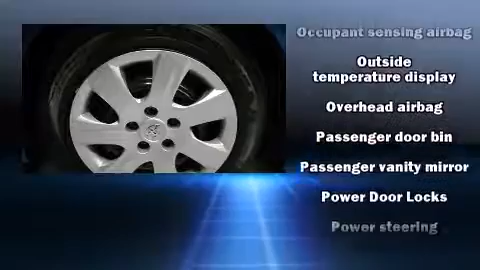 Occupant sensing airbag
Outside
temperature display
Overhead airbag
Passenger door bin
Passenger vanity mirror
Power Door Locks
Power steering